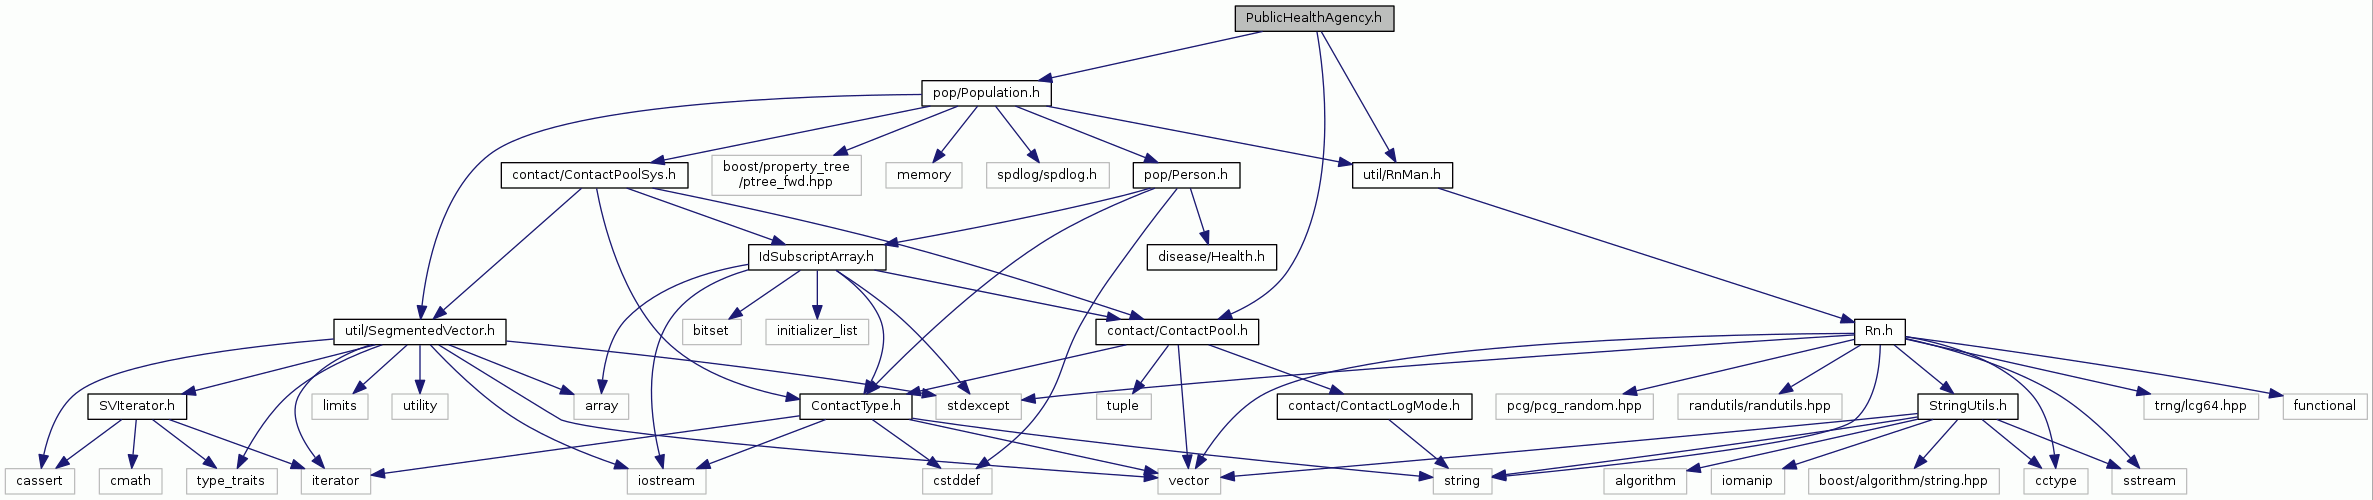 PublicHealthAgency.h
pop/Population.h
contact/ContactPoolSys.h
boost/property_tree
/ptree_fwd.hpp
memory
spdlog/spdlog.h
pop/Person.h
util/RnMan.h
IdSubscriptArray.h
disease/Health.h
util/SegmentedVector.h
bitset
initializer_list
contact/ContactPool.h
Rn.h
SVIterator.h
limits
utility
array
ContactType.h
stdexcept
tuple
contact/ContactLogMode.h
pcg/pcg_random.hpp
randutils/randutils.hpp
StringUtils.h
trng/lcg64.hpp
functional
cassert
cmath
type_traits
iterator
iostream
cstddef
vector
string
algorithm
iomanip
boost/algorithm/string.hpp
cctype
sstream